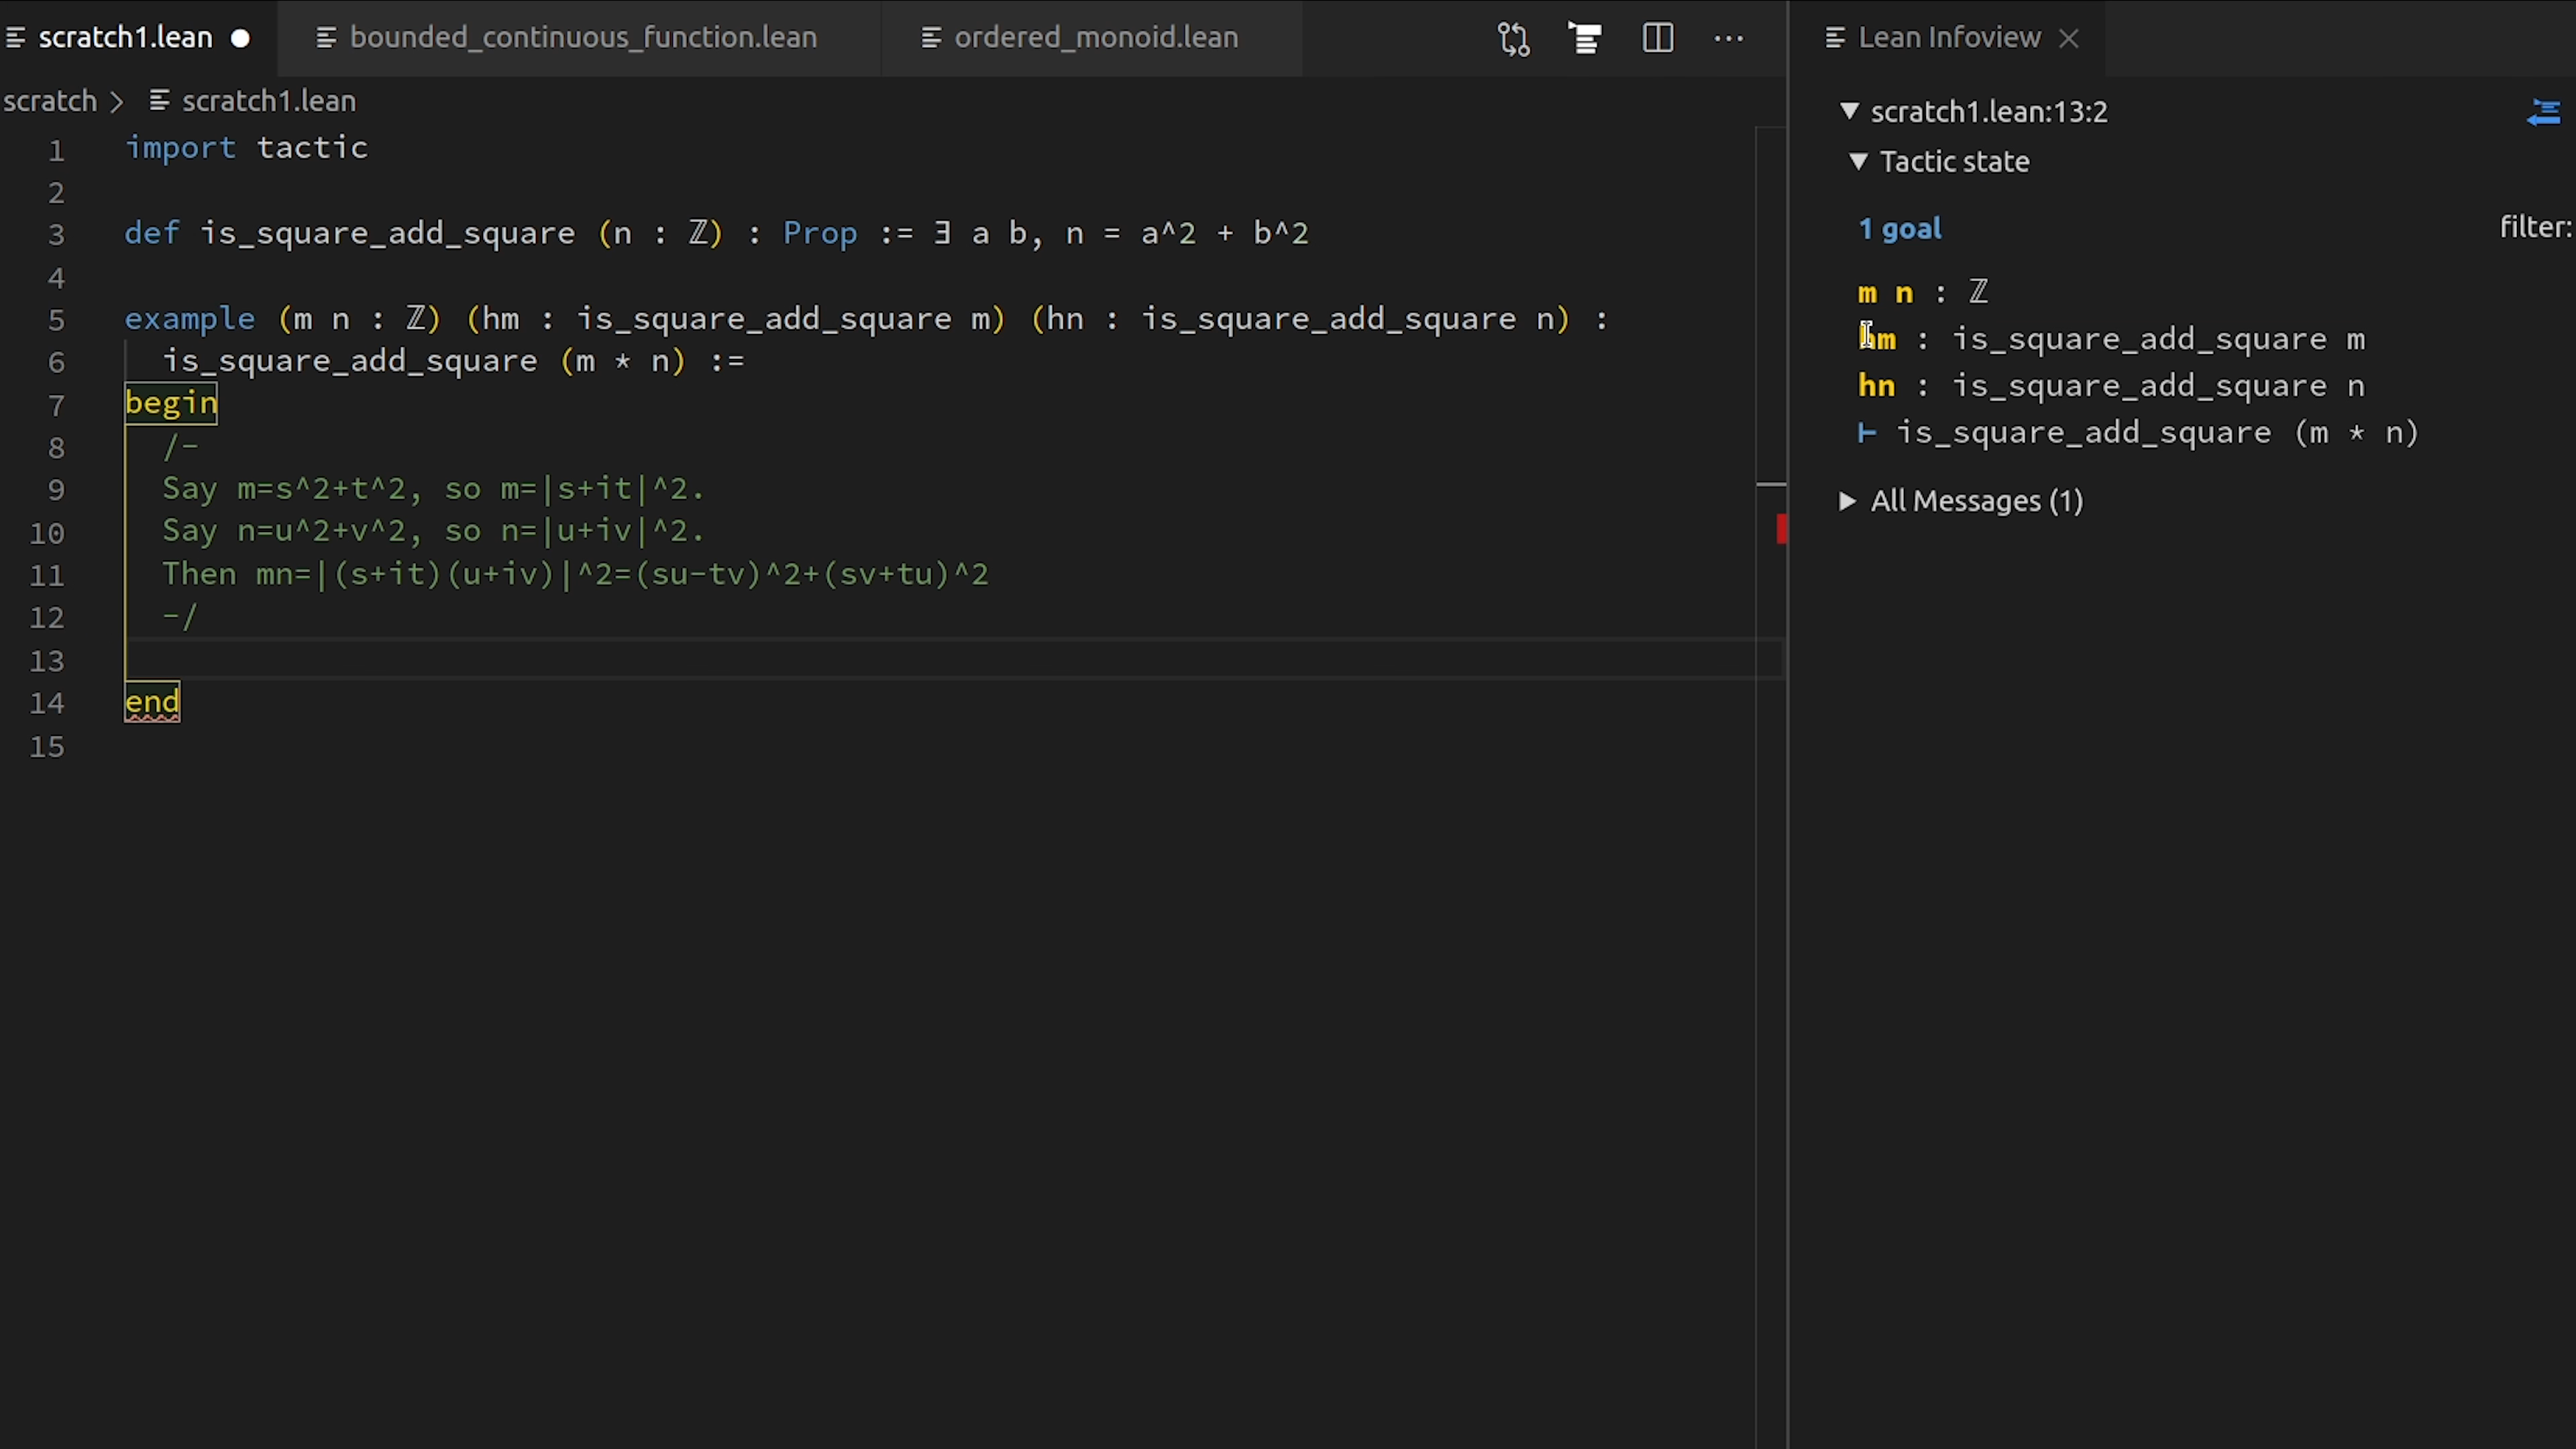 scratch1.lean
bounded_continuous_function.lean
ordered_monoid.lean
scratch > scratch1.lean
1 import tactic
2
3 def is_square_add_square (n : ℤ) : Prop := ∃ a b, n = a^2 + b^2
4
5 example (m n : ℤ) (hm : is_square_add_square m) (hn : is_square_add_square n) :
6 is_square_add_square (m * n) :=
7 begin
8 /-
9 Say m=s^2+t^2, so m=|s+it|^2.
10 Say n=u^2+v^2, so n=|u+iv|^2.
11 Then mn=|(s+it)(u+iv)|^2=(su-tv)^2+(sv+tu)^2
12 -/
13
14 end
15
Lean Infoview
scratch1.lean:13:2
Tactic state
1 goal
filter:
m n : ℤ
hm : is_square_add_square m
hn : is_square_add_square n
⊢ is_square_add_square (m * n)
All Messages (1)